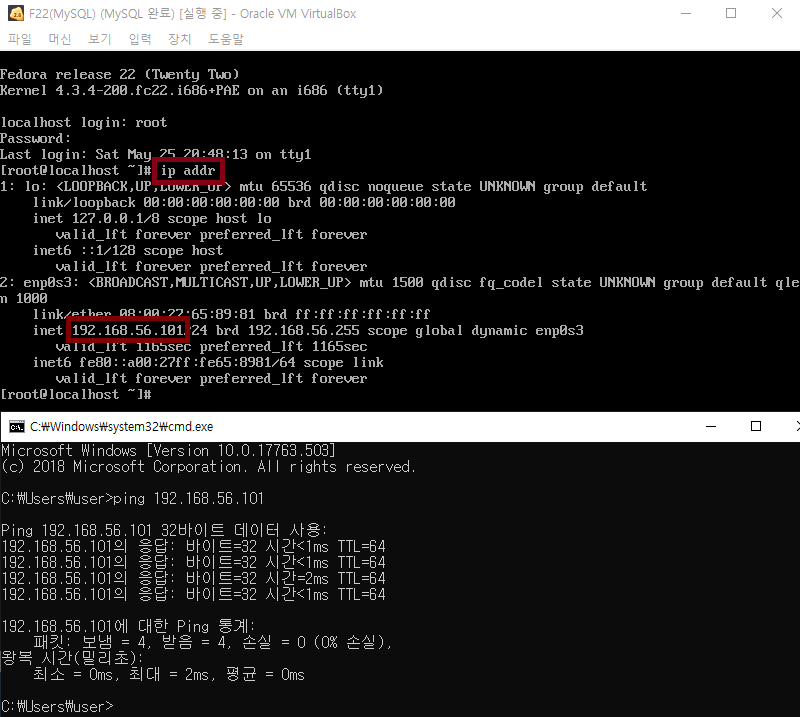 F22(MySQL) (MySQL 완료) [실행 중] - Oracle VM VirtualBox
파일 머신 보기 입력 장치 도움말
Fedora release 22 (Twenty Two)
Kernel 4.3.4-200.fc22.i686+PAE on an i686 (tty1)
localhost login: root
Password:
Last login: Sat May 25 20:48:13 on tty1
[root@localhost ~]# ip addr
1: lo: <LOOPBACK,UP,LOWER_UP> mtu 65536 qdisc noqueue state UNKNOWN group default
link/loopback 00:00:00:00:00:00 brd 00:00:00:00:00:00
inet 127.0.0.1/8 scope host lo
valid_lft forever preferred_lft forever
inet6 ::1/128 scope host
valid_lft forever preferred_lft forever
2: enp0s3: <BROADCAST,MULTICAST,UP,LOWER_UP> mtu 1500 qdisc fq_codel state UNKNOWN group default qle
n 1000
link/ether 08:00:27:65:89:81 brd ff:ff:ff:ff:ff:ff
inet 192.168.56.101/24 brd 192.168.56.255 scope global dynamic enp0s3
valid_lft 1165sec preferred_lft 1165sec
inet6 fe80::a00:27ff:fe65:8981/64 scope link
valid_lft forever preferred_lft forever
[root@localhost ~]#
C:₩Windows₩system32₩cmd.exe
Microsoft Windows [Version 10.0.17763.503]
(c) 2018 Microsoft Corporation. All rights reserved.
C:₩Users₩user>ping 192.168.56.101
Ping 192.168.56.101 32바이트 데이터 사용:
192.168.56.101의 응답: 바이트=32 시간<1ms TTL=64
192.168.56.101의 응답: 바이트=32 시간<1ms TTL=64
192.168.56.101의 응답: 바이트=32 시간=2ms TTL=64
192.168.56.101의 응답: 바이트=32 시간<1ms TTL=64
192.168.56.101에 대한 Ping 통계:
패킷: 보냄 = 4, 받음 = 4, 손실 = 0 (0% 손실),
왕복 시간(밀리초):
최소 = 0ms, 최대 = 2ms, 평균 = 0ms
C:₩Users₩user>